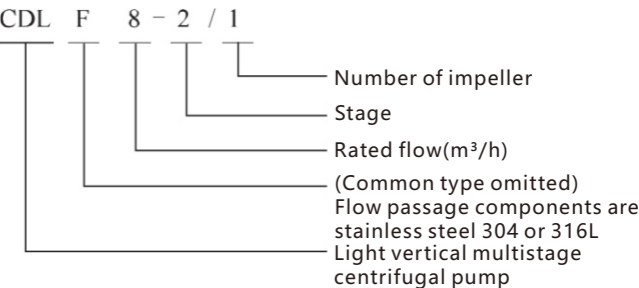 CDL F 8 - 2 / 1
Number of impeller
Stage
Rated flow(m³/h)
(Common type omitted)
Flow passage components are
stainless steel 304 or 316L
Light vertical multistage
centrifugal pump